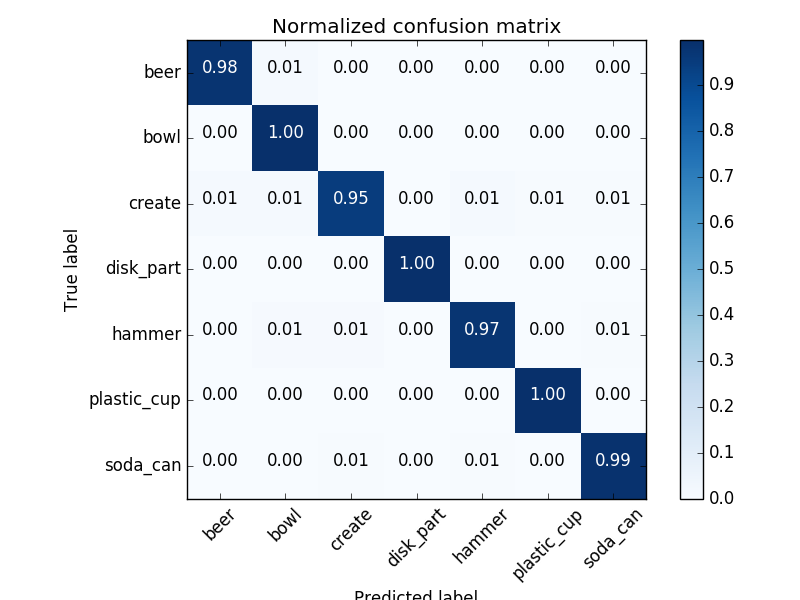 Normalized confusion matrix
beer 0.98 0.01 0.00 0.00 0.00 0.00 0.00
bowl 0.00 1.00 0.00 0.00 0.00 0.00 0.00
create 0.01 0.01 0.95 0.00 0.01 0.01 0.01
disk_part 0.00 0.00 0.00 1.00 0.00 0.00 0.00
hammer 0.00 0.01 0.01 0.00 0.97 0.00 0.01
plastic_cup 0.00 0.00 0.00 0.00 0.00 1.00 0.00
soda_can 0.00 0.00 0.01 0.00 0.01 0.00 0.99
True label
beer bowl create disk_part hammer plastic_cup soda_can
Predicted label
0.9
0.8
0.7
0.6
0.5
0.4
0.3
0.2
0.1
0.0